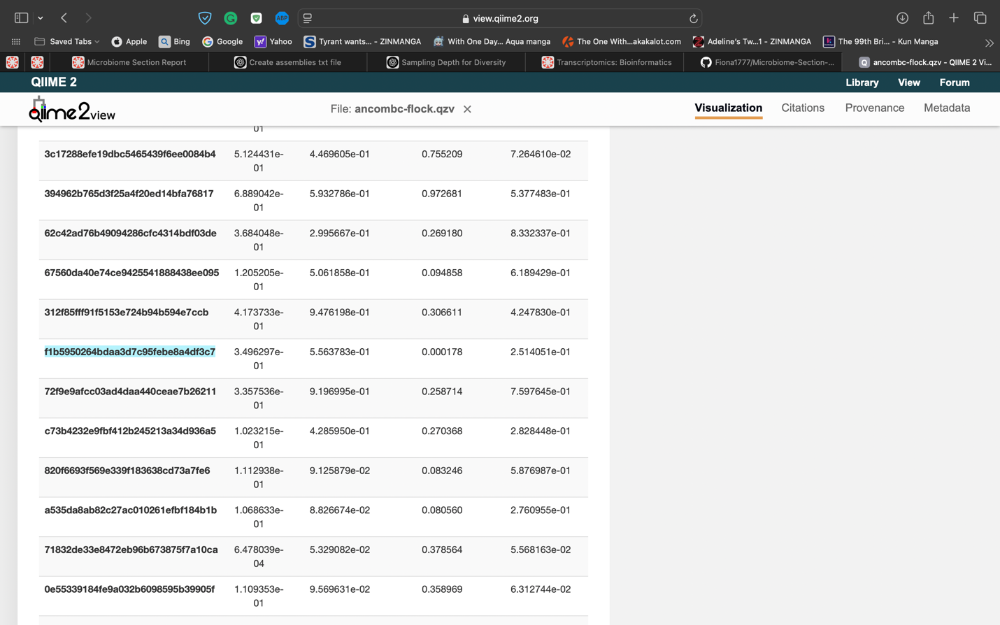 view.qiime2.org
ABP
Saved Tabs
Apple
Bing
Google
Yahoo
Tyrant wants... - ZINMANGA
With One Day... Aqua manga
The One With...akakalot.com
Adeline's Tw...1 - ZINMANGA
The 99th Bri... - Kun Manga
Microbiome Section Report
Create assemblies txt file
Sampling Depth for Diversity
Transcriptomics: Bioinformatics
Fiona1777/Microbiome-Section-...
Q ancombc-flock.qzv - QIIME 2 Vi...
QIIME 2
Library View Forum
qiime2view
File: ancombc-flock.qzv ×
Visualization Citations Provenance Metadata
01
3c17288efe19dbc5465439f6ee0084b4 5.124431e- 4.469605e-01 0.755209 7.264610e-02
01
394962b765d3f25a4f20ed14bfa76817 6.889042e- 5.932786e-01 0.972681 5.377483e-01
01
62c42ad76b49094286cfc4314bdf03de 3.684048e- 2.995667e-01 0.269180 8.332337e-01
01
67560da40e74ce9425541888438ee095 1.205205e- 5.061858e-01 0.094858 6.189429e-01
01
312f85fff91f5153e724b94b594e7ccb 4.173733e- 9.476198e-01 0.306611 4.247830e-01
01
f1b5950264bdaa3d7c95febe8a4df3c7 3.496297e- 5.563783e-01 0.000178 2.514051e-01
01
72f9e9afcc03ad4daa440ceae7b26211 3.357536e- 9.196995e-01 0.258714 7.597645e-01
01
c73b4232e9fbf412b245213a34d936a5 1.023215e- 4.285950e-01 0.270368 2.828448e-01
01
820f6693f569e339f183638cd73a7fe6 1.112938e- 9.125879e-02 0.083246 5.876987e-01
01
a535da8ab82c27ac010261efbf184b1b 1.068633e- 8.826674e-02 0.080560 2.760955e-01
01
71832de33e8472eb96b673875f7a10ca 6.478039e- 5.329082e-02 0.378564 5.568163e-02
04
0e55339184fe9a032b6098595b39905f 1.109353e- 9.569631e-02 0.358969 6.312744e-02
01